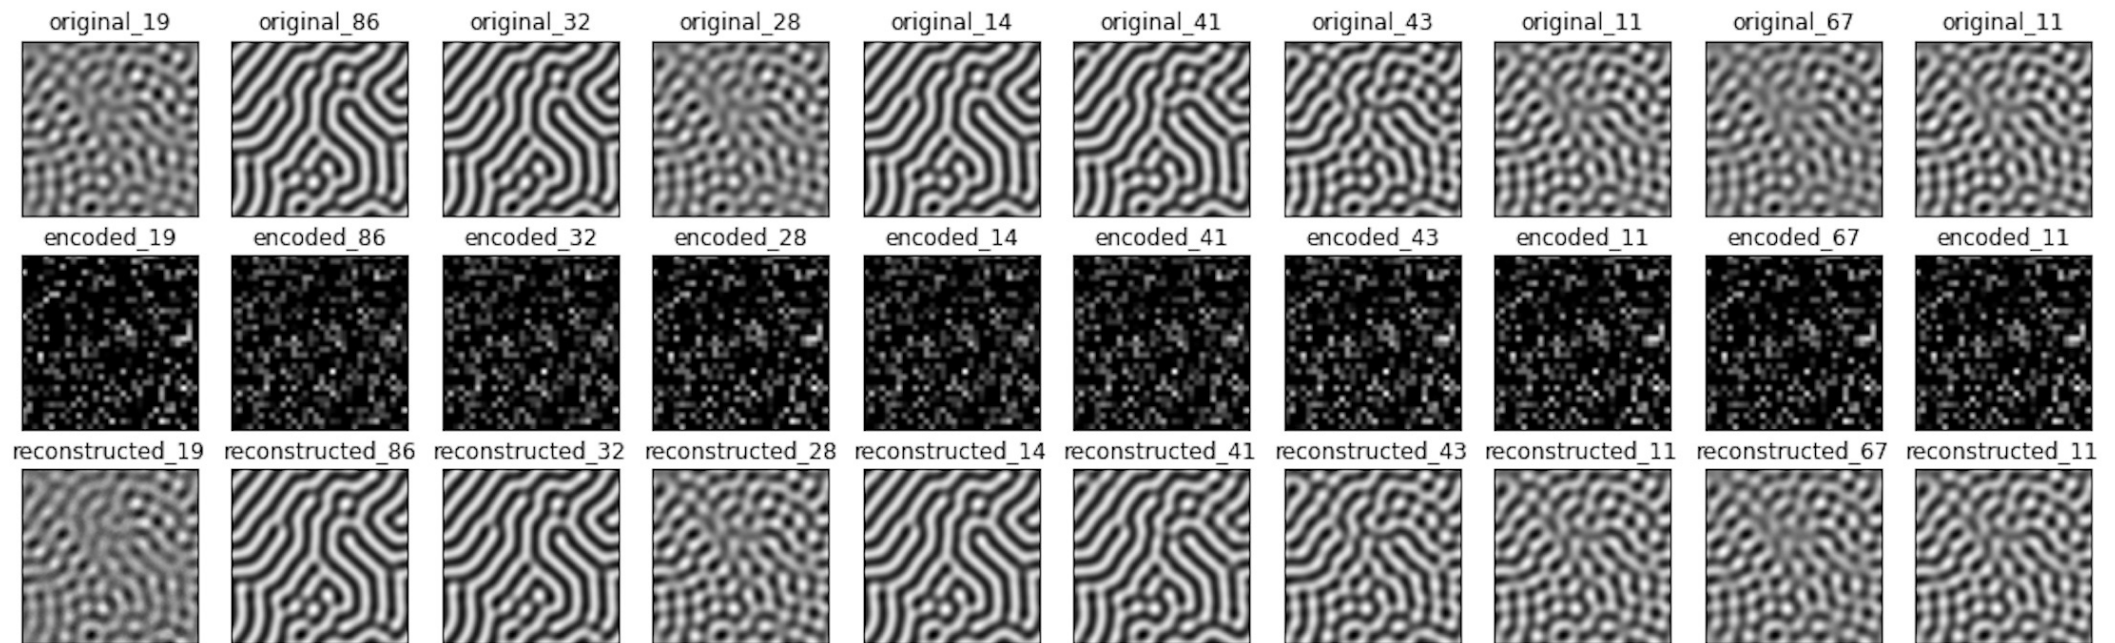 original_19 original_86 original_32 original_28 original_14 original_41 original_43 original_11 original_67 original_11
encoded_19 encoded_86 encoded_32 encoded_28 encoded_14 encoded_41 encoded_43 encoded_11 encoded_67 encoded_11
reconstructed_19 reconstructed_86 reconstructed_32 reconstructed_28 reconstructed_14 reconstructed_41 reconstructed_43 reconstructed_11 reconstructed_67 reconstructed_11